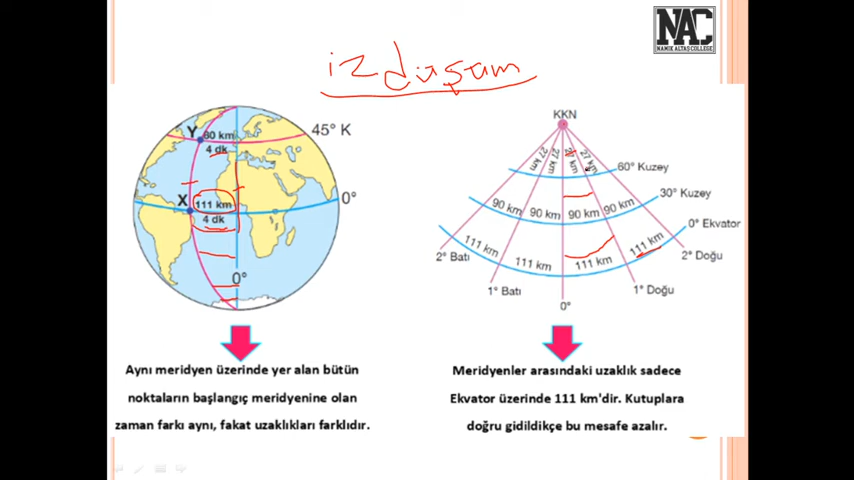 NAC
NAMIK ALTAŞ COLLEGE
izdüşüm
KKN
Y 80 km
45° K
4 dk
27 km 27 km 27 km 27 km
60° Kuzey
X 111 km
0°
4 dk
30° Kuzey
90 km 90 km 90 km 90 km
0° Ekvator
111 km 111 km 111 km 111 km
2° Batı
2° Doğu
0°
1° Batı
1° Doğu
0°
Aynı meridyen üzerinde yer alan bütün
noktaların başlangıç meridyenine olan
zaman farkı aynı, fakat uzaklıkları farklıdır.
Meridyenler arasındaki uzaklık sadece
Ekvator üzerinde 111 km'dir. Kutuplara
doğru gidildikçe bu mesafe azalır.